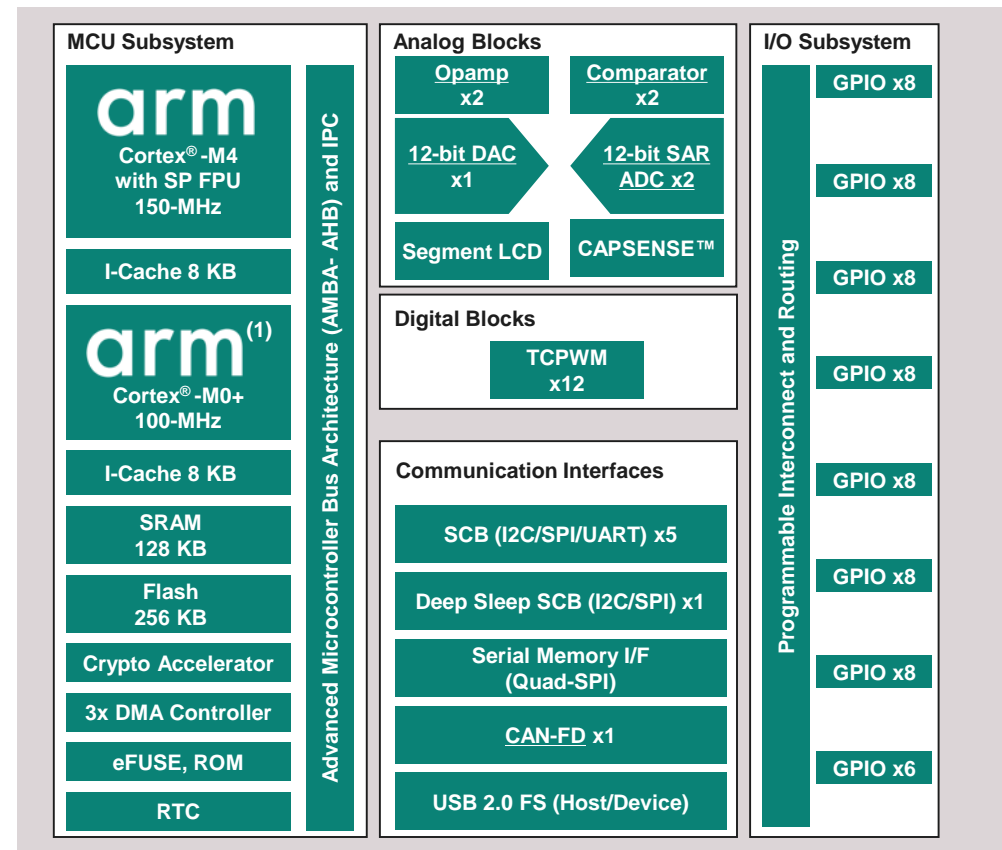 MCU Subsystem
arm
Cortex® -M4
with SP FPU
150-MHz
I-Cache 8 KB
arm(1)
Cortex® -M0+
100-MHz
I-Cache 8 KB
SRAM
128 KB
Flash
256 KB
Crypto Accelerator
3x DMA Controller
eFUSE, ROM
RTC
Advanced Microcontroller Bus Architecture (AMBA- AHB) and IPC
Analog Blocks
Opamp
x2
Comparator
x2
12-bit DAC
x1
12-bit SAR
ADC x2
Segment LCD
CAPSENSE™
Digital Blocks
TCPWM
x12
Communication Interfaces
SCB (I2C/SPI/UART) x5
Deep Sleep SCB (I2C/SPI) x1
Serial Memory I/F
(Quad-SPI)
CAN-FD x1
USB 2.0 FS (Host/Device)
I/O Subsystem
Programmable Interconnect and Routing
GPIO x8
GPIO x8
GPIO x8
GPIO x8
GPIO x8
GPIO x8
GPIO x8
GPIO x6